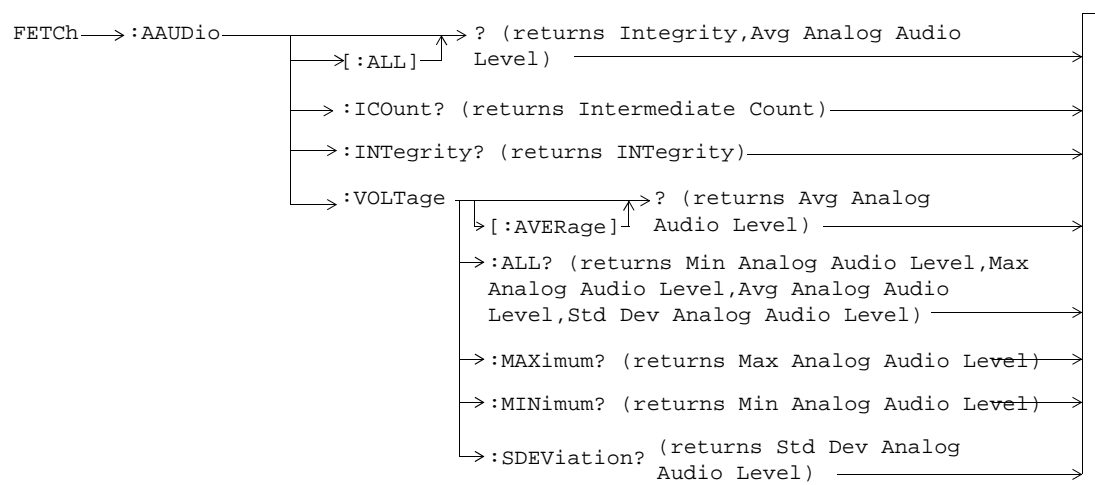 FETCh :AAUDio ? (returns Integrity,Avg Analog Audio
[:ALL] Level)
:ICOunt? (returns Intermediate Count)
:INTegrity? (returns INTegrity)
:VOLTage ? (returns Avg Analog
[:AVERage] Audio Level)
:ALL? (returns Min Analog Audio Level,Max
Analog Audio Level,Avg Analog Audio
Level,Std Dev Analog Audio Level)
:MAXimum? (returns Max Analog Audio Level)
:MINimum? (returns Min Analog Audio Level)
:SDEViation? (returns Std Dev Analog
Audio Level)